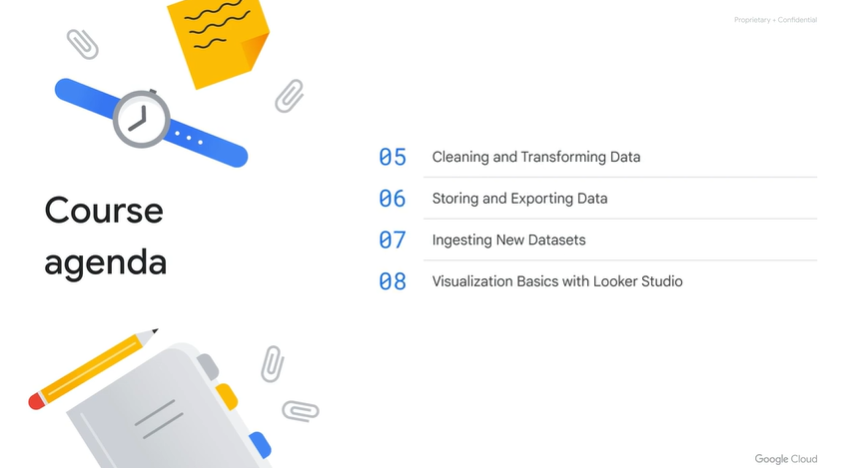 Proprietary + Confidential
Course
agenda
05 Cleaning and Transforming Data
06 Storing and Exporting Data
07 Ingesting New Datasets
08 Visualization Basics with Looker Studio
Google Cloud